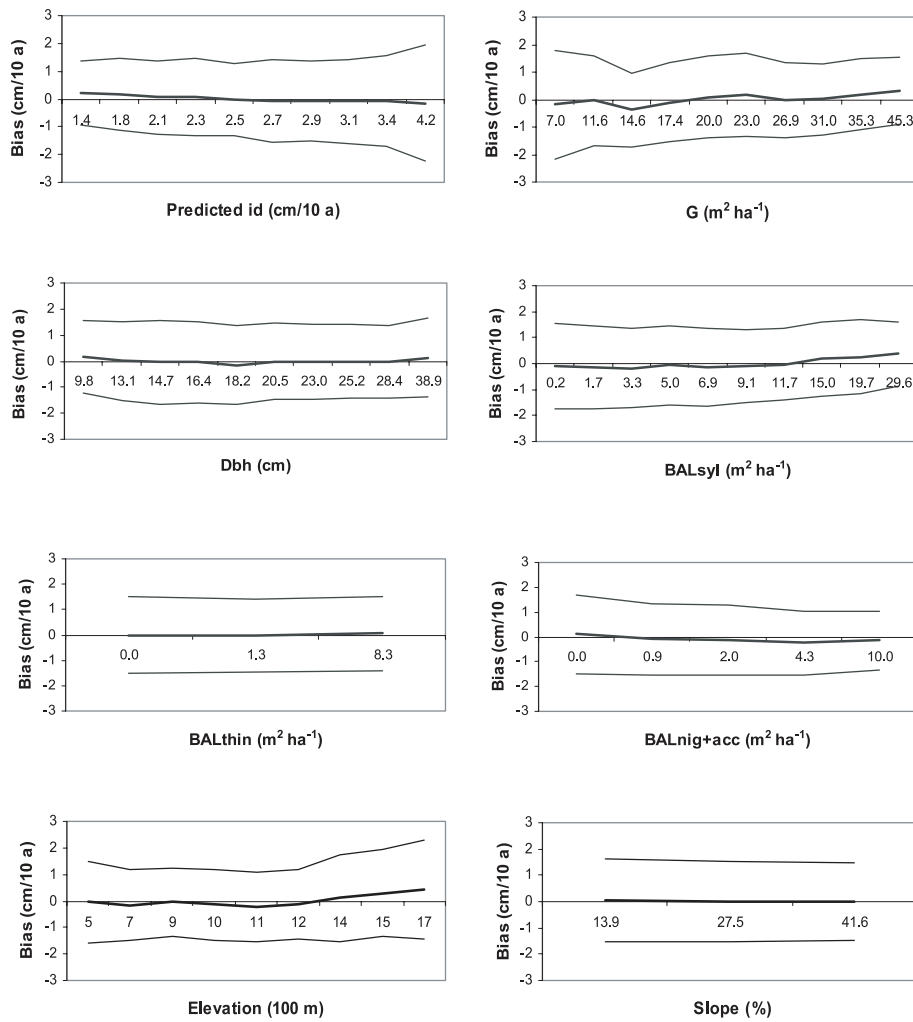 3
2
1
0
-1
-2
-3
Bias (cm/10 a)
1.4 1.8 2.1 2.3 2.5 2.7 2.9 3.1 3.4 4.2
Predicted id (cm/10 a)
3
2
1
0
-1
-2
-3
Bias (cm/10 a)
7.0 11.6 14.6 17.4 20.0 23.0 26.9 31.0 35.3 45.3
G (m² ha⁻¹)
3
2
1
0
-1
-2
-3
Bias (cm/10 a)
9.8 13.1 14.7 16.4 18.2 20.5 23.0 25.2 28.4 38.9
Dbh (cm)
3
2
1
0
-1
-2
-3
Bias (cm/10 a)
0.2 1.7 3.3 5.0 6.9 9.1 11.7 15.0 19.7 29.6
BALsyl (m² ha⁻¹)
3
2
1
0
-1
-2
-3
Bias (cm/10 a)
0.0 1.3 8.3
BALthin (m² ha⁻¹)
3
2
1
0
-1
-2
-3
Bias (cm/10 a)
0.0 0.9 2.0 4.3 10.0
BALnig+acc (m² ha⁻¹)
3
2
1
0
-1
-2
-3
Bias (cm/10 a)
5 7 9 10 11 12 14 15 17
Elevation (100 m)
3
2
1
0
-1
-2
-3
Bias (cm/10 a)
13.9 27.5 41.6
Slope (%)